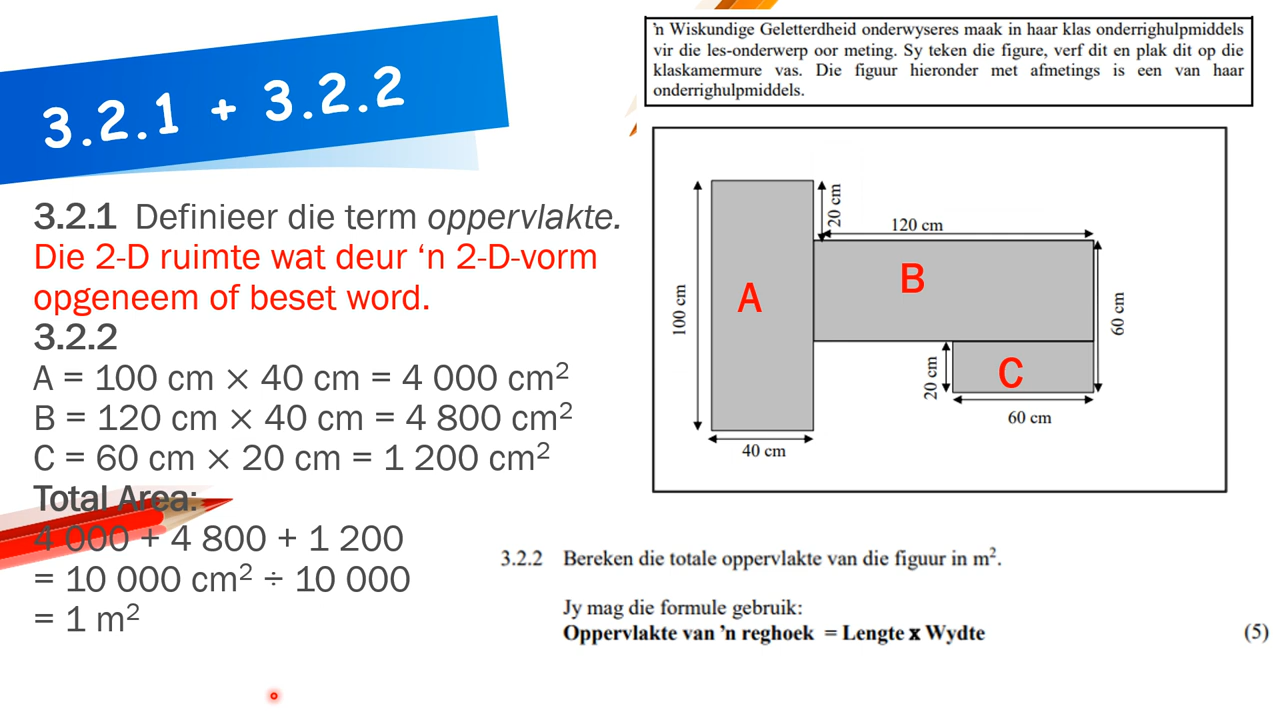 3.2.1 + 3.2.2
3.2.1 Definieer die term oppervlakte.
Die 2-D ruimte wat deur ‘n 2-D-vorm
opgeneem of beset word.
3.2.2
A = 100 cm × 40 cm = 4 000 cm²
B = 120 cm × 40 cm = 4 800 cm²
C = 60 cm × 20 cm = 1 200 cm²
Total Area:
4 000 + 4 800 + 1 200
= 10 000 cm² ÷ 10 000
= 1 m²
’n Wiskundige Geletterdheid onderwyseres maak in haar klas onderrighulpmiddels
vir die les-onderwerp oor meting. Sy teken die figure, verf dit en plak dit op die
klaskamermure vas. Die figuur hieronder met afmetings is een van haar
onderrighulpmiddels.
20 cm
120 cm
B
A
100 cm
60 cm
20 cm
C
60 cm
40 cm
3.2.2 Bereken die totale oppervlakte van die figuur in m².
Jy mag die formule gebruik:
Oppervlakte van ’n reghoek = Lengte x Wydte
(5)